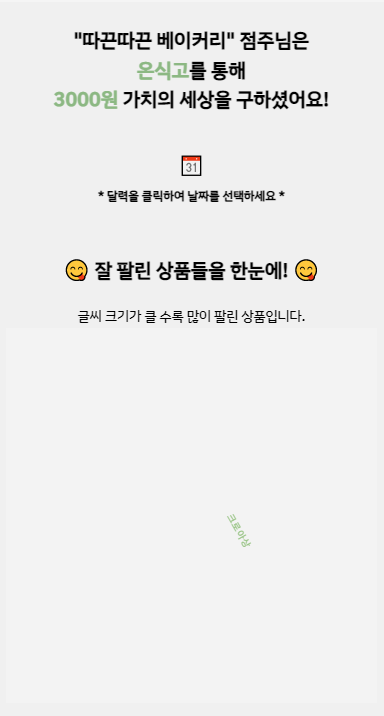 "따끈따끈 베이커리" 점주님은
온식고를 통해
3000원 가치의 세상을 구하셨어요!
31
* 달력을 클릭하여 날짜를 선택하세요 *
잘 팔린 상품들을 한눈에!
글씨 크기가 클 수록 많이 팔린 상품입니다.
크로아상